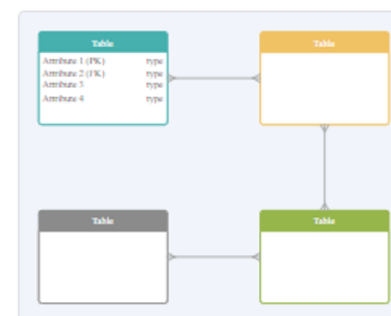 Table
Table
Attribute 1 (PK) type
Attribute 2 (FK) type
Attribute 3 type
Attribute 4 type
Table
Table